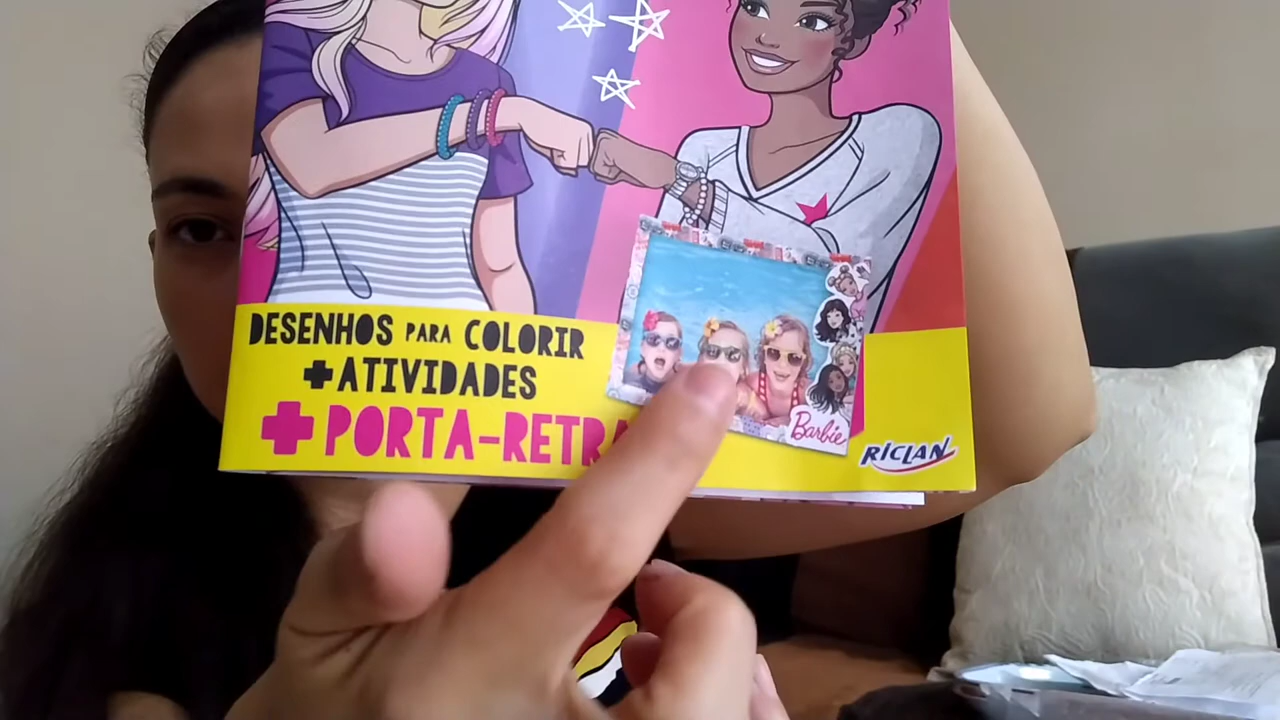 DESENHOS PARA COLORIR
+ATIVIDADES
+PORTA-RETRA
Barbie
RICLAN